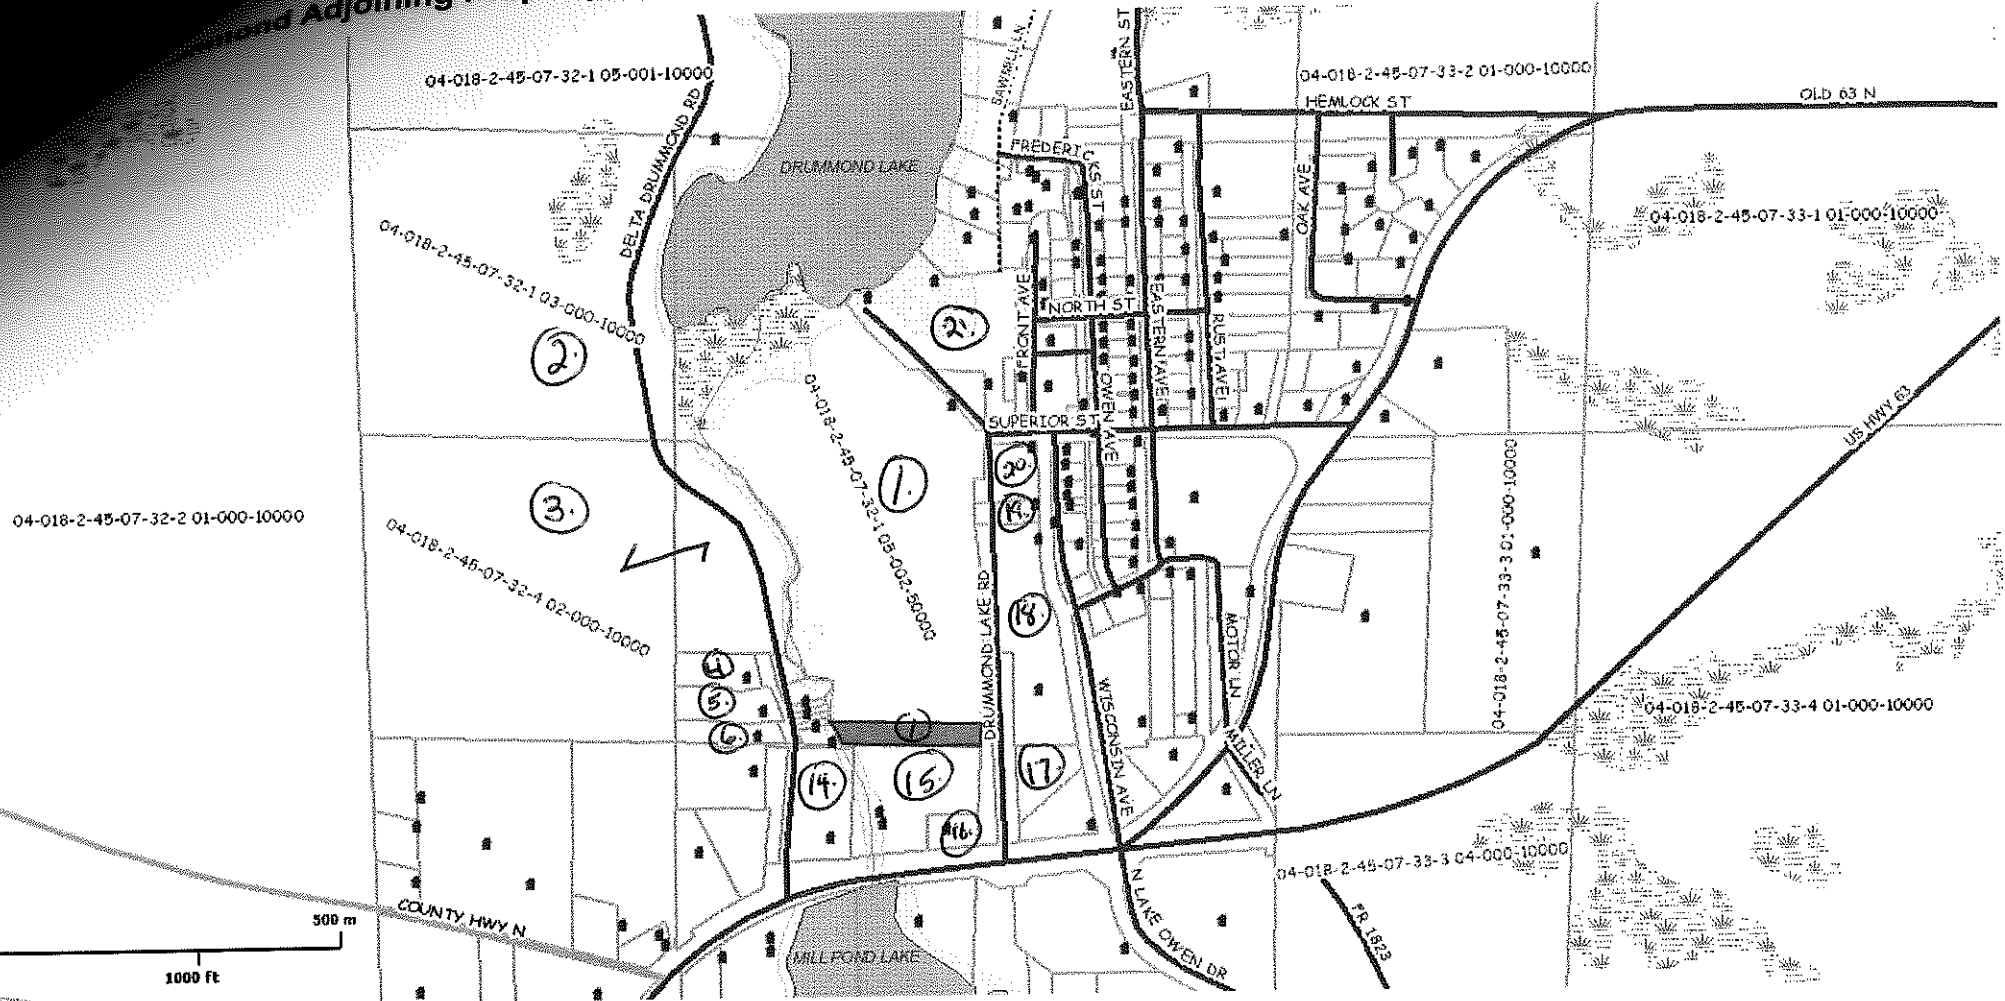 mond Adjoining
04-018-2-45-07-32-1 05-001-10000
DELTA DRUMMOND RD
DRUMMOND LAKE
SAWMILL LN
EASTERN ST
04-018-2-45-07-33-2 01-000-10000
HEMLOCK ST
OLD 63 N
FREDERICKS ST
OAK AVE
04-018-2-45-07-33-1 01-000-10000
04-018-2-45-07-32-1 03-000-10000
2.
21.
FRONT AVE
NORTH ST
EASTERN AVE
RUST AVE
OWEN AVE
SUPERIOR ST
US HWY 63
04-018-2-45-07-32-1 05-002-50000
1.
20.
19.
3.
04-018-2-45-07-32-2 01-000-10000
04-018-2-45-07-32-4 02-000-10000
04-018-2-45-07-33-3 01-000-10000
DRUMMOND LAKE RD
18.
MOTOR LN
WISCONSIN AVE
4.
5.
6.
1
04-018-2-45-07-33-4 01-000-10000
14.
15.
17.
MILLER LN
16.
04-018-2-45-07-33-3 04-000-10000
COUNTY HWY N
N LAKE OWEN DR
FR 1823
500 m
1000 ft
MILL POND LAKE